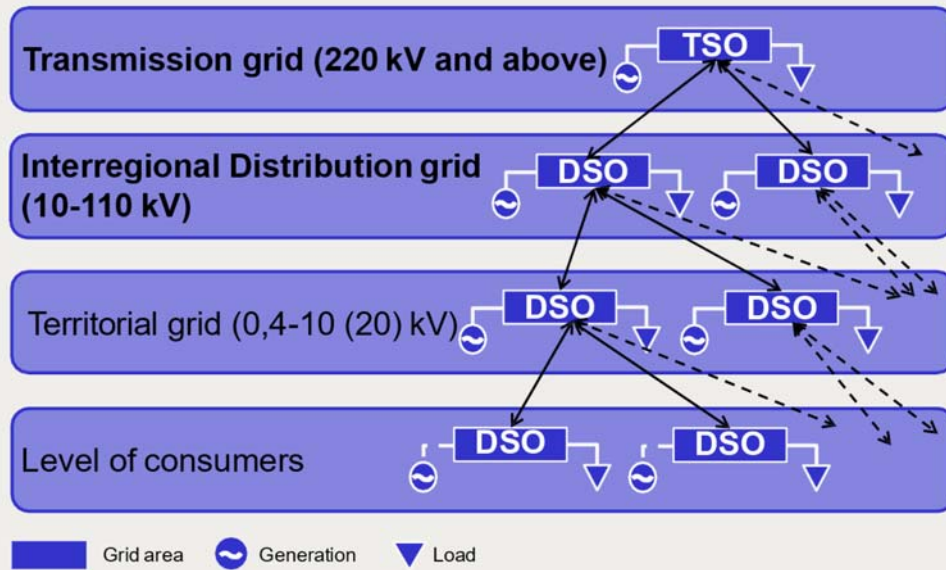 Transmission grid (220 kV and above)
TSO
Interregional Distribution grid
(10-110 kV)
DSO
DSO
Territorial grid (0,4-10 (20) kV)
DSO
DSO
Level of consumers
DSO
DSO
Grid area
Generation
Load